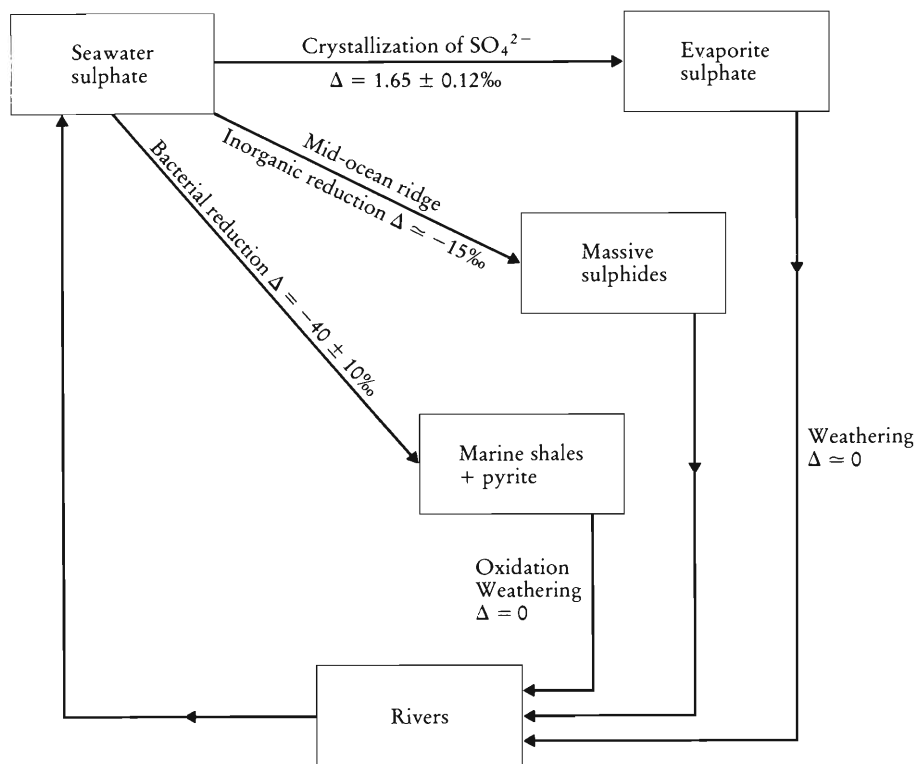 Seawater
sulphate
Crystallization of SO₄²⁻
Δ = 1.65 ± 0.12‰
Evaporite
sulphate
Mid-ocean ridge
Inorganic reduction Δ ≃ −15‰
Bacterial reduction Δ = −40 ± 10‰
Massive
sulphides
Marine shales
+ pyrite
Weathering
Δ ≃ 0
Oxidation
Weathering
Δ = 0
Rivers